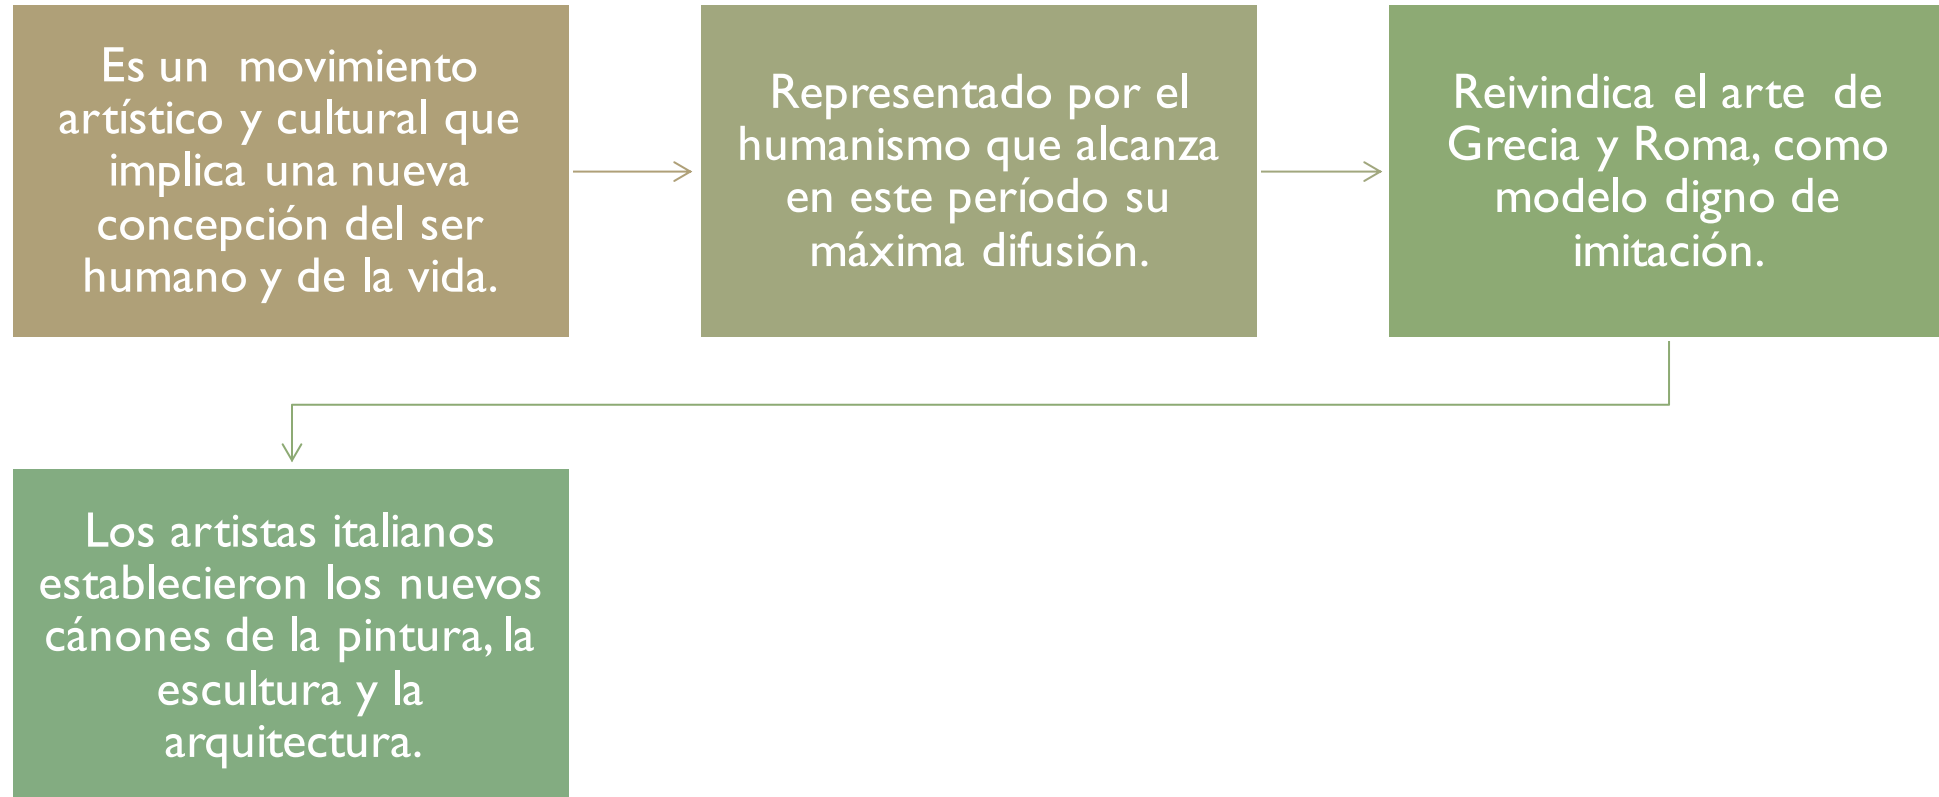 Es un movimiento
artístico y cultural que
implica una nueva
concepción del ser
humano y de la vida.
Representado por el
humanismo que alcanza
en este período su
máxima difusión.
Reivindica el arte de
Grecia y Roma, como
modelo digno de
imitación.
Los artistas italianos
establecieron los nuevos
cánones de la pintura, la
escultura y la
arquitectura.